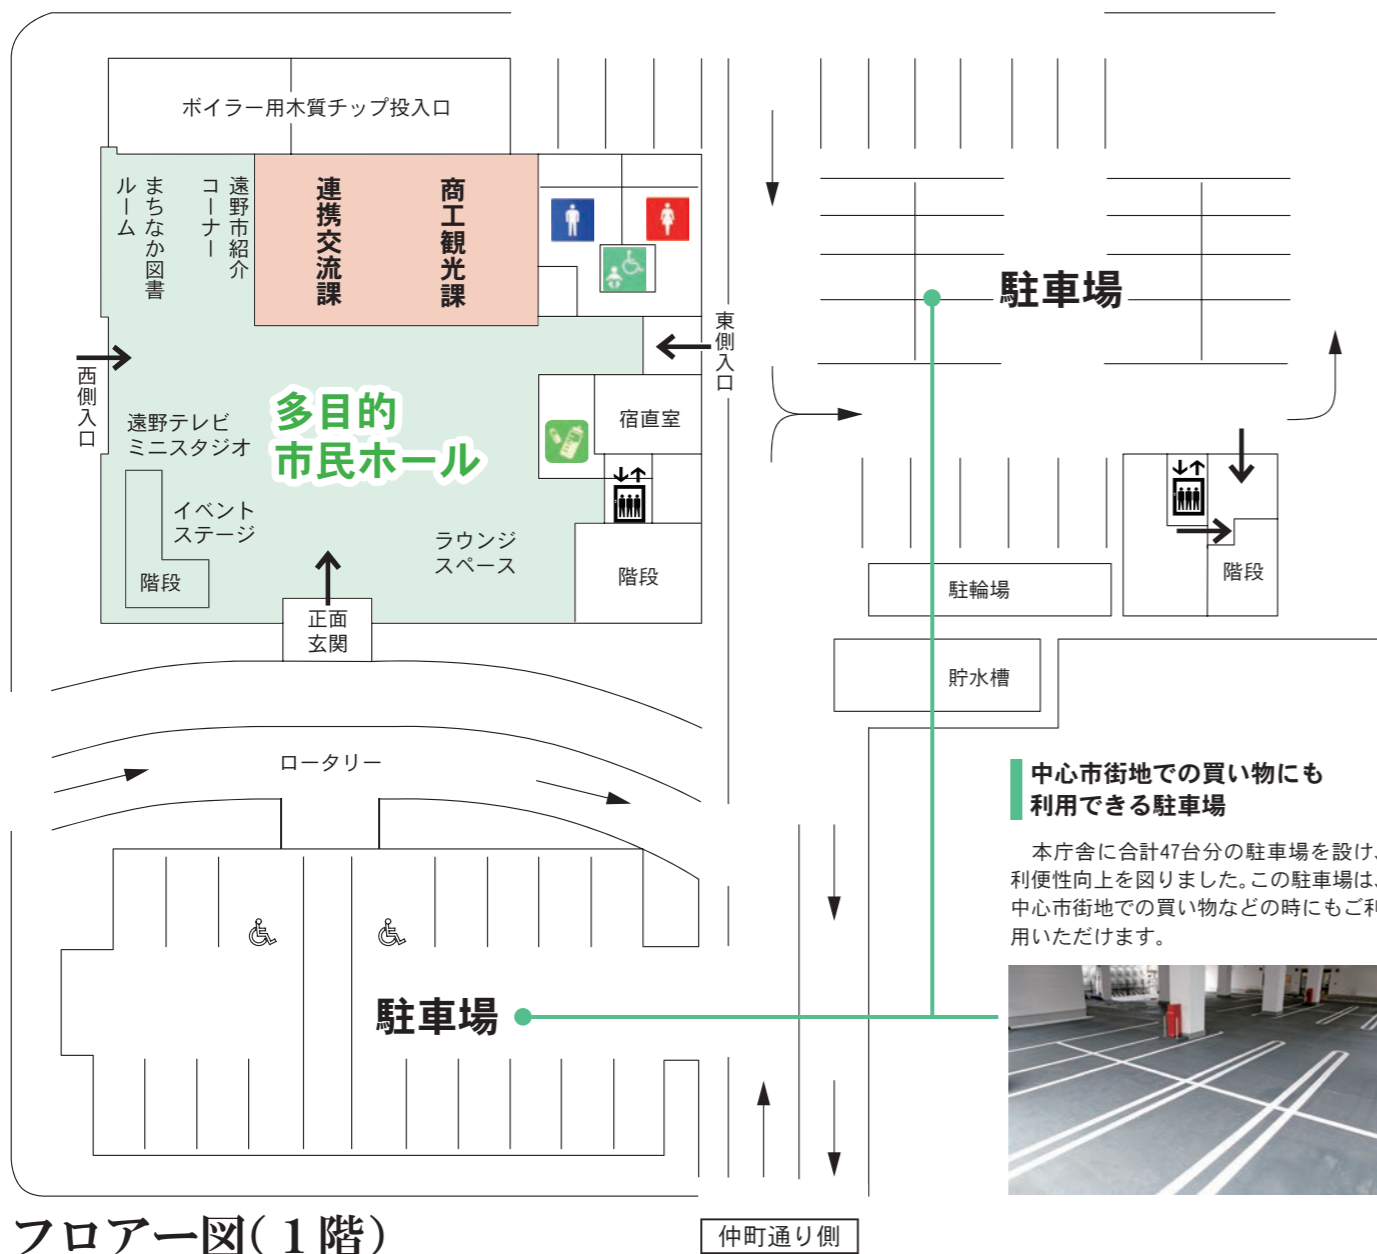 ボイラー用木質チップ投入口
まちなか図書
ルーム
遠野市紹介
コーナー
連携交流課
商工観光課
駐車場
東側入口
西側入口
多目的
市民ホール
宿直室
遠野テレビ
ミニスタジオ
イベント
ステージ
ラウンジ
スペース
階段
階段
階段
駐輪場
正面
玄関
貯水槽
ロータリー
中心市街地での買い物にも
利用できる駐車場
本庁舎に合計47台分の駐車場を設け、
利便性向上を図りました。この駐車場は、
中心市街地での買い物などの時にもご利
用いただけます。
駐車場
フロアー図(１階)
仲町通り側